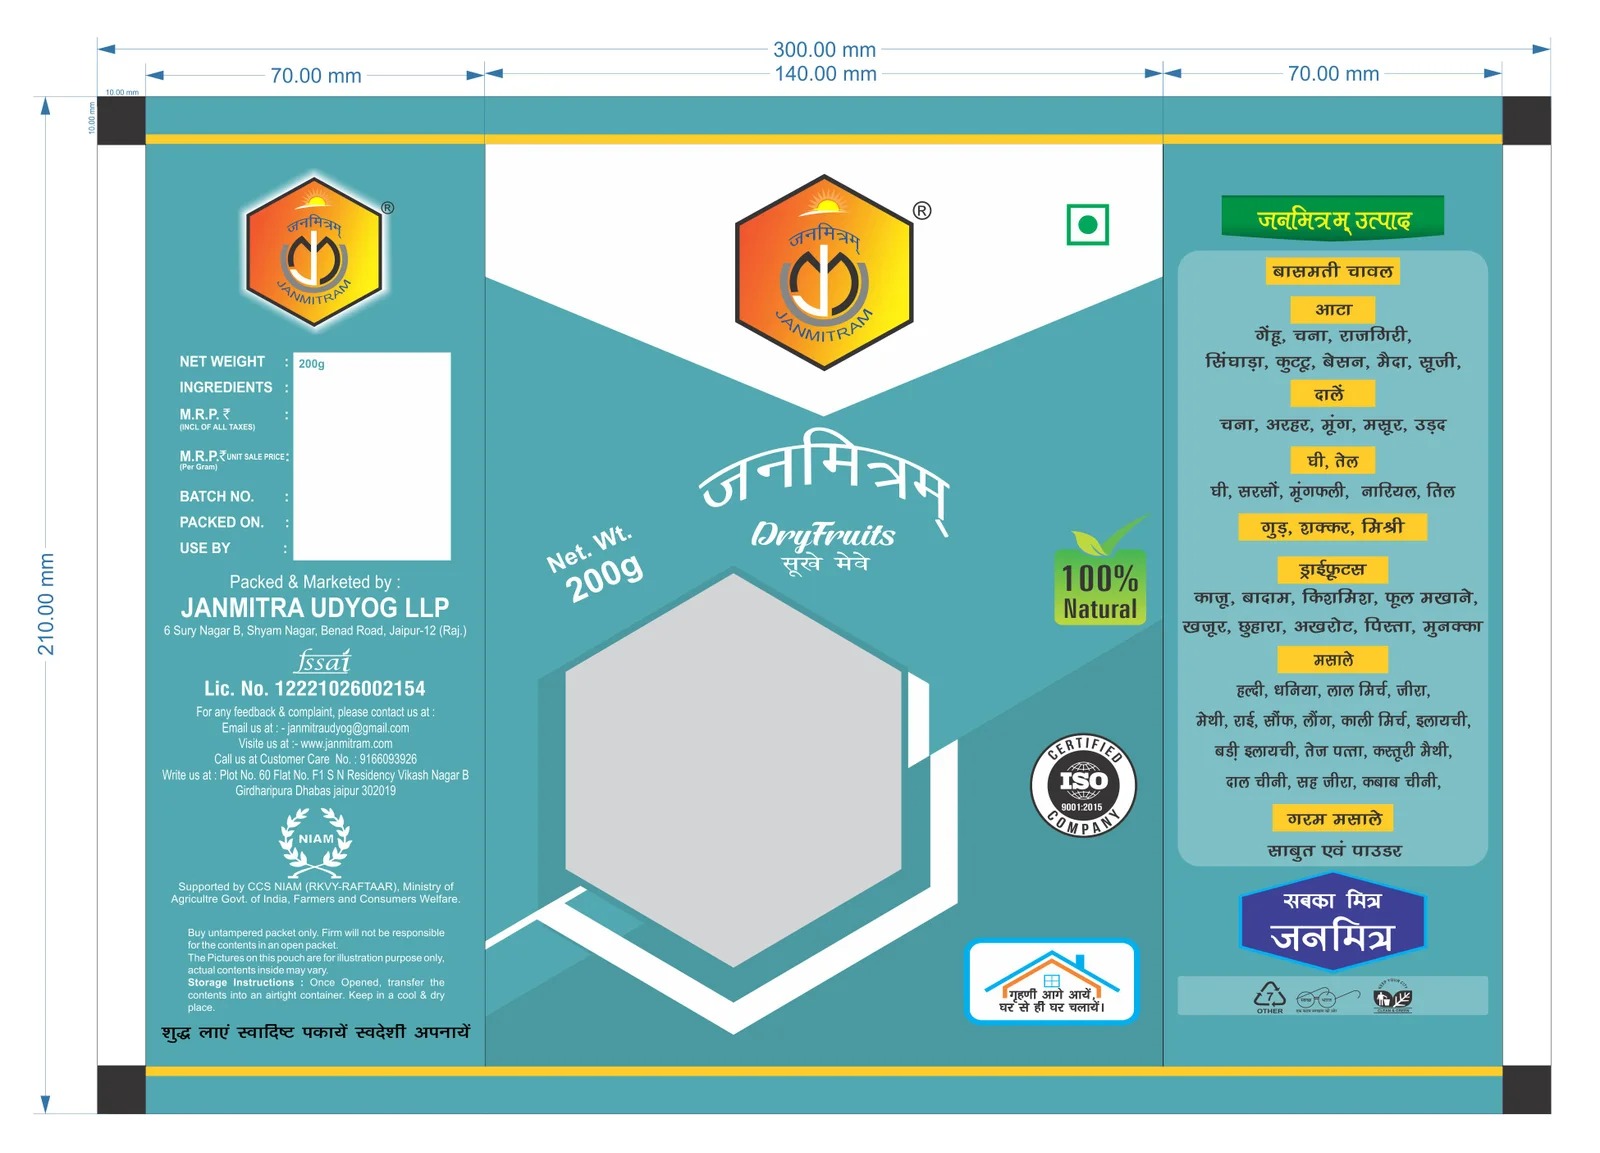 300.00 mm
70.00 mm
140.00 mm
70.00 mm
10.00 mm
10.00 mm
210.00 mm
जनमित्रम्
JANMITRAM
®
NET WEIGHT : 200g
INGREDIENTS :
M.R.P. ₹ :
(INCL OF ALL TAXES)
M.R.P.₹ UNIT SALE PRICE :
(Per Gram)
BATCH NO. :
PACKED ON. :
USE BY :
Packed & Marketed by :
JANMITRA UDYOG LLP
6 Sury Nagar B, Shyam Nagar, Benad Road, Jaipur-12 (Raj.)
fssai
Lic. No. 12221026002154
For any feedback & complaint, please contact us at :
Email us at : - janmitraudyog@gmail.com
Visite us at :- www.janmitram.com
Call us at Customer Care No. : 9166093926
Write us at : Plot No. 60 Flat No. F1 S N Residency Vikash Nagar B
Girdharipura Dhabas jaipur 302019
NIAM
Supported by CCS NIAM (RKVY-RAFTAAR), Ministry of
Agricultre Govt. of India, Farmers and Consumers Welfare.
Buy untampered packet only. Firm will not be responsible
for the contents in an open packet.
The Pictures on this pouch are for illustration purpose only,
actual contents inside may vary.
Storage Instructions : Once Opened, transfer the
contents into an airtight container. Keep in a cool & dry
place.
शुद्ध लाएं स्वादिष्ट पकायें स्वदेशी अपनायें
जनमित्रम्
JANMITRAM
®
जनमित्रम्
DryFruits
सूखे मेवे
Net. Wt.
200g
100%
Natural
CERTIFIED
ISO
9001:2015
COMPANY
गृहणी आगे आयें,
घर से ही घर चलायें।
जनमित्रम् उत्पाद
बासमती चावल
आटा
गेंहू, चना, राजगिरी,
सिंघाड़ा, कुटटू, बेसन, मैदा, सूजी,
दालें
चना, अरहर, मूंग, मसूर, उड़द
घी, तेल
घी, सरसों, मूंगफली, नारियल, तिल
गुड़, शक्कर, मिश्री
ड्राईफ्रूटस
काजू, बादाम, किशमिश, फूल मखाने,
खजूर, छुहारा, अखरोट, पिस्ता, मुनक्का
मसाले
हल्दी, धनिया, लाल मिर्च, जीरा,
मेथी, राई, सौंफ, लौंग, काली मिर्च, इलायची,
बड़ी इलायची, तेज पत्ता, कस्तूरी मैथी,
दाल चीनी, सह जीरा, कबाब चीनी,
गरम मसाले
साबुत एवं पाउडर
सबका मित्र
जनमित्र
7
OTHER
CLEAN & GREEN